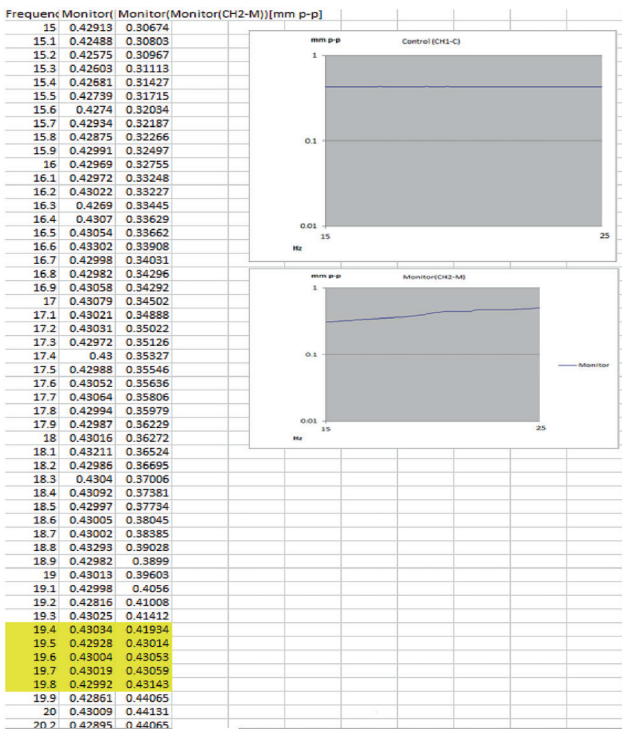 Frequenc Monitor( Monitor(Monitor(CH2-M))[mm p-p]
15 0.42913 0.30674
15.1 0.42488 0.30803
15.2 0.42575 0.30967
15.3 0.42603 0.31113
15.4 0.42681 0.31427
15.5 0.42739 0.31715
15.6 0.4274 0.32034
15.7 0.42934 0.32187
15.8 0.42875 0.32266
15.9 0.42991 0.32497
16 0.42969 0.32755
16.1 0.42972 0.33248
16.2 0.43022 0.33227
16.3 0.4269 0.33445
16.4 0.4307 0.33629
16.5 0.43054 0.33662
16.6 0.43302 0.33908
16.7 0.42998 0.34031
16.8 0.42982 0.34296
16.9 0.43058 0.34292
17 0.43079 0.34502
17.1 0.43021 0.34888
17.2 0.43031 0.35022
17.3 0.42972 0.35126
17.4 0.43 0.35327
17.5 0.42988 0.35546
17.6 0.43052 0.35636
17.7 0.43064 0.35806
17.8 0.42994 0.35979
17.9 0.42987 0.36229
18 0.43016 0.36272
18.1 0.43211 0.36524
18.2 0.42986 0.36695
18.3 0.4304 0.37006
18.4 0.43092 0.37381
18.5 0.42997 0.37734
18.6 0.43005 0.38045
18.7 0.43002 0.38385
18.8 0.43293 0.39028
18.9 0.42982 0.3899
19 0.43013 0.39603
19.1 0.42998 0.4056
19.2 0.42816 0.41008
19.3 0.43025 0.41412
19.4 0.43034 0.41934
19.5 0.42928 0.43014
19.6 0.43004 0.43053
19.7 0.43019 0.43059
19.8 0.42992 0.43143
19.9 0.42861 0.44065
20 0.43009 0.44131
20.2 0.42895 0.44065
mm p-p Control (CH1-C)
1
0.1
0.01
15 25
Hz
mm p-p Monitor(CH2-M)
1
0.1
Monitor
0.01
15 25
Hz